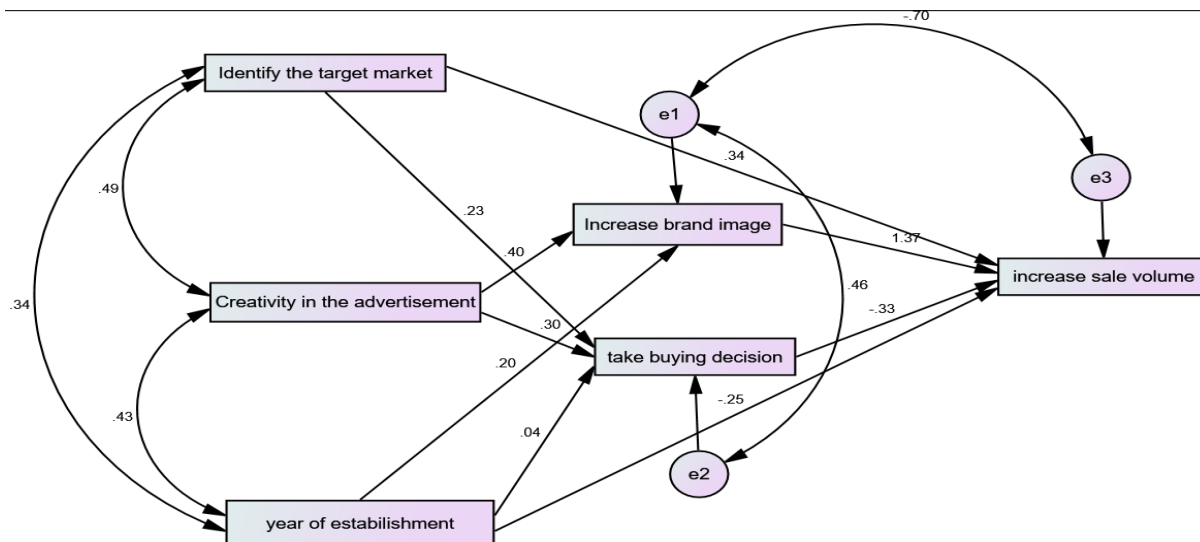 -.70
Identify the target market
e1
.34
e3
.49
.23
Increase brand image
1.37
.40
increase sale volume
Creativity in the advertisement
.46
.34
-.33
.30
take buying decision
.20
-.25
.43
.04
e2
year of estabilishment